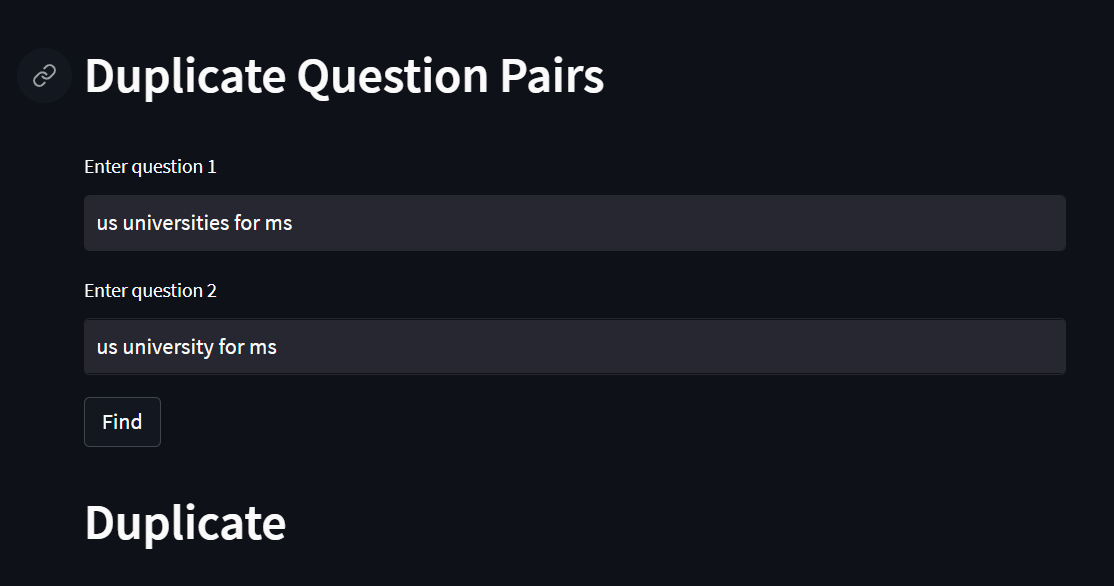 Duplicate Question Pairs
Enter question 1
us universities for ms
Enter question 2
us university for ms
Find
Duplicate